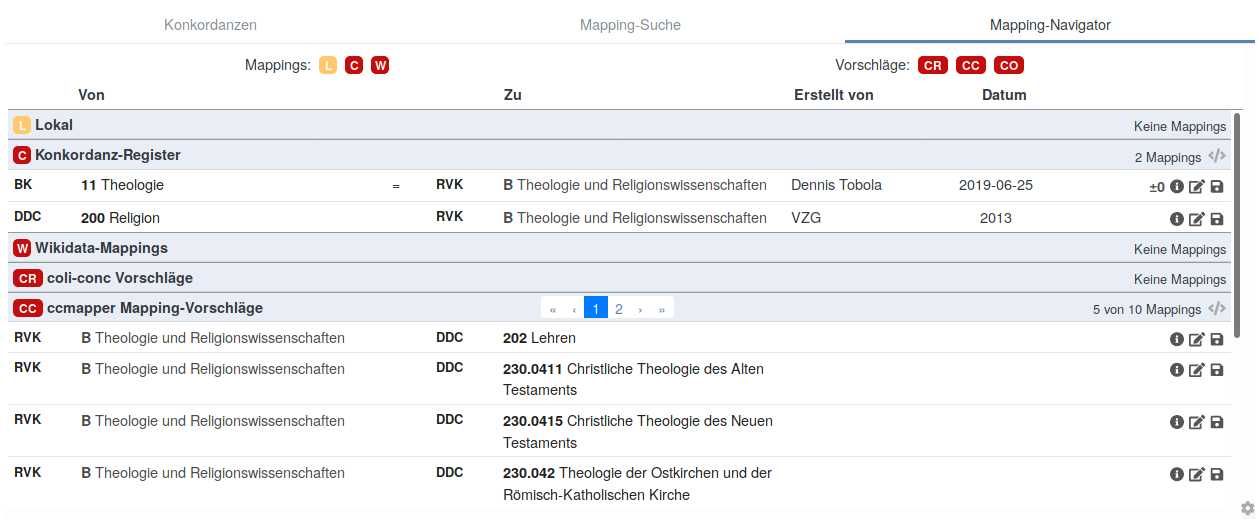 Konkordanzen Mapping-Suche Mapping-Navigator
Mappings: L C W Vorschläge: CR CC CO
Von Zu Erstellt von Datum
L Lokal Keine Mappings
C Konkordanz-Register 2 Mappings </>
BK 11 Theologie = RVK B Theologie und Religionswissenschaften Dennis Tobola 2019-06-25 ±0
DDC 200 Religion RVK B Theologie und Religionswissenschaften VZG 2013
W Wikidata-Mappings Keine Mappings
CR coli-conc Vorschläge Keine Mappings
CC ccmapper Mapping-Vorschläge « ‹ 1 2 › » 5 von 10 Mappings </>
RVK B Theologie und Religionswissenschaften DDC 202 Lehren
RVK B Theologie und Religionswissenschaften DDC 230.0411 Christliche Theologie des Alten
Testaments
RVK B Theologie und Religionswissenschaften DDC 230.0415 Christliche Theologie des Neuen
Testaments
RVK B Theologie und Religionswissenschaften DDC 230.042 Theologie der Ostkirchen und der
Römisch-Katholischen Kirche